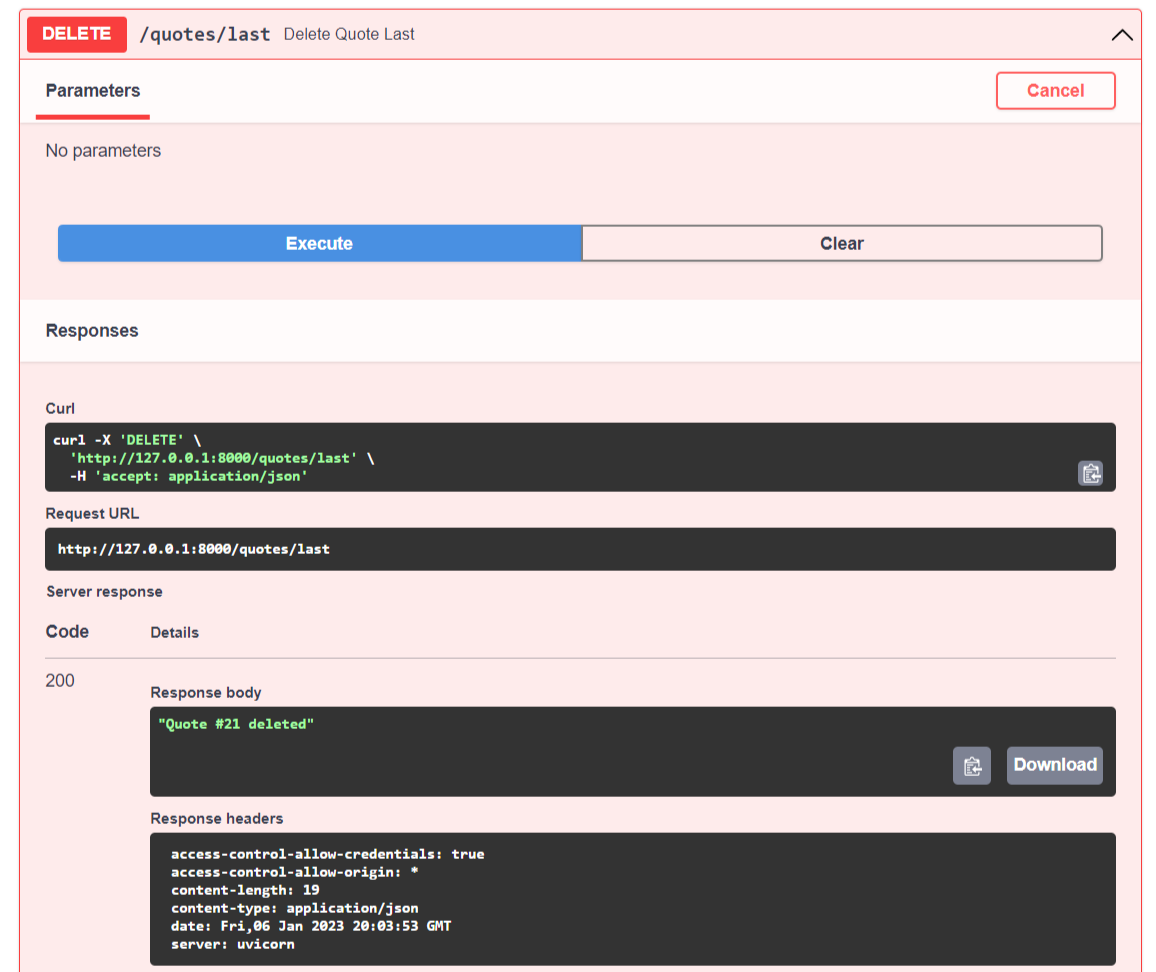 DELETE /quotes/last Delete Quote Last
Parameters
Cancel
No parameters
Execute
Clear
Responses
Curl
curl -X 'DELETE' \
'http://127.0.0.1:8000/quotes/last' \
-H 'accept: application/json'
Request URL
http://127.0.0.1:8000/quotes/last
Server response
Code Details
200
Response body
"Quote #21 deleted"
Download
Response headers
access-control-allow-credentials: true
access-control-allow-origin: *
content-length: 19
content-type: application/json
date: Fri,06 Jan 2023 20:03:53 GMT
server: uvicorn